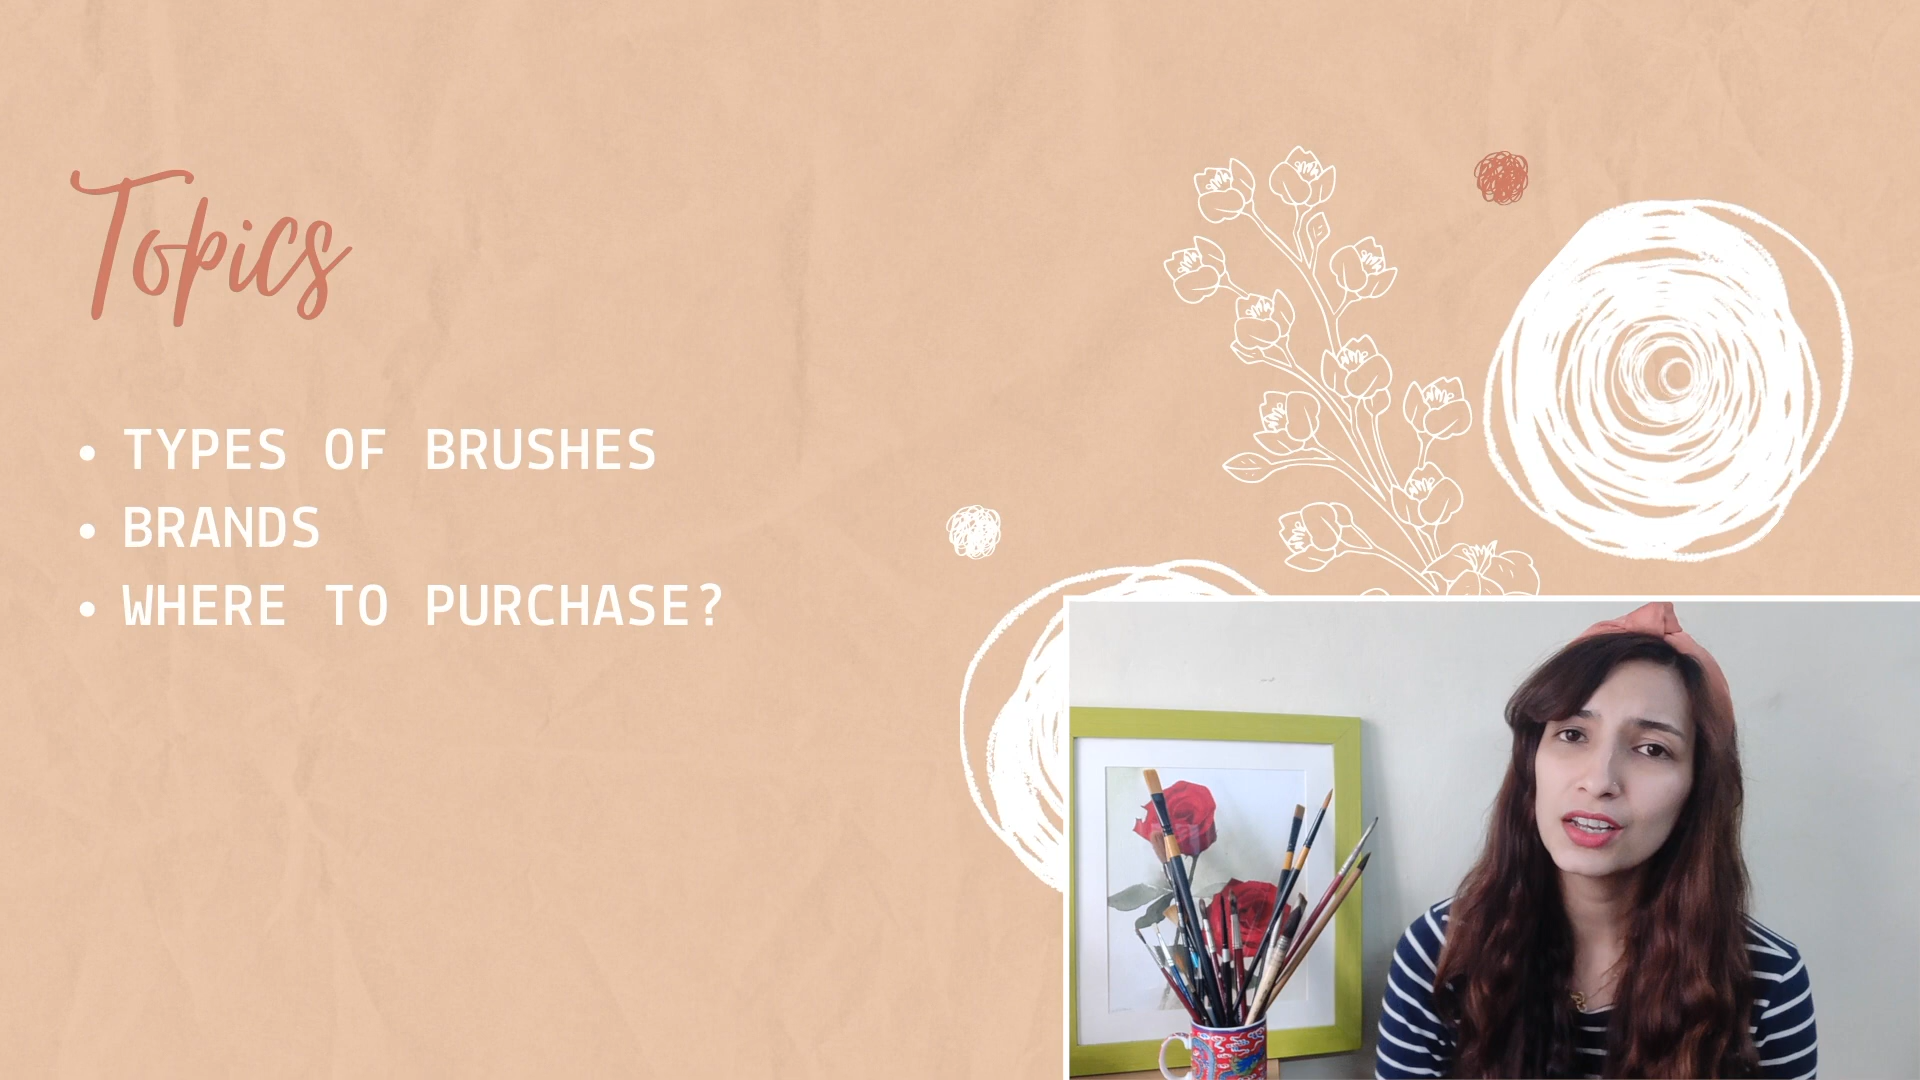 Topics
• TYPES OF BRUSHES
• BRANDS
• WHERE TO PURCHASE?